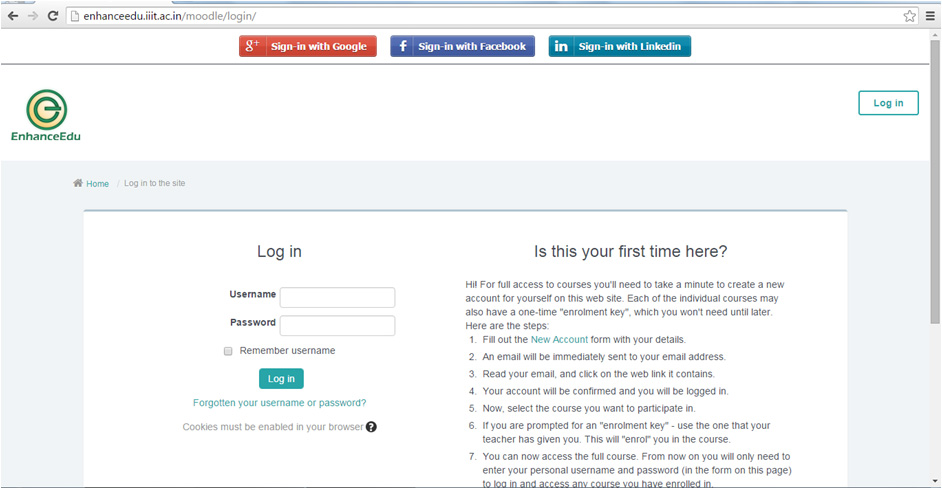 enhanceedu.iiit.ac.in/moodle/login/
g+ Sign-in with Google f Sign-in with Facebook in Sign-in with Linkedin
e
EnhanceEdu
Log in
Home / Log in to the site
Log in
Username
Password
Remember username
Log in
Forgotten your username or password?
Cookies must be enabled in your browser ?
Is this your first time here?
Hi! For full access to courses you'll need to take a minute to create a new
account for yourself on this web site. Each of the individual courses may
also have a one-time "enrolment key", which you won't need until later.
Here are the steps:
1. Fill out the New Account form with your details.
2. An email will be immediately sent to your email address.
3. Read your email, and click on the web link it contains.
4. Your account will be confirmed and you will be logged in.
5. Now, select the course you want to participate in.
6. If you are prompted for an "enrolment key" - use the one that your
teacher has given you. This will "enrol" you in the course.
7. You can now access the full course. From now on you will only need to
enter your personal username and password (in the form on this page)
to log in and access any course you have enrolled in.